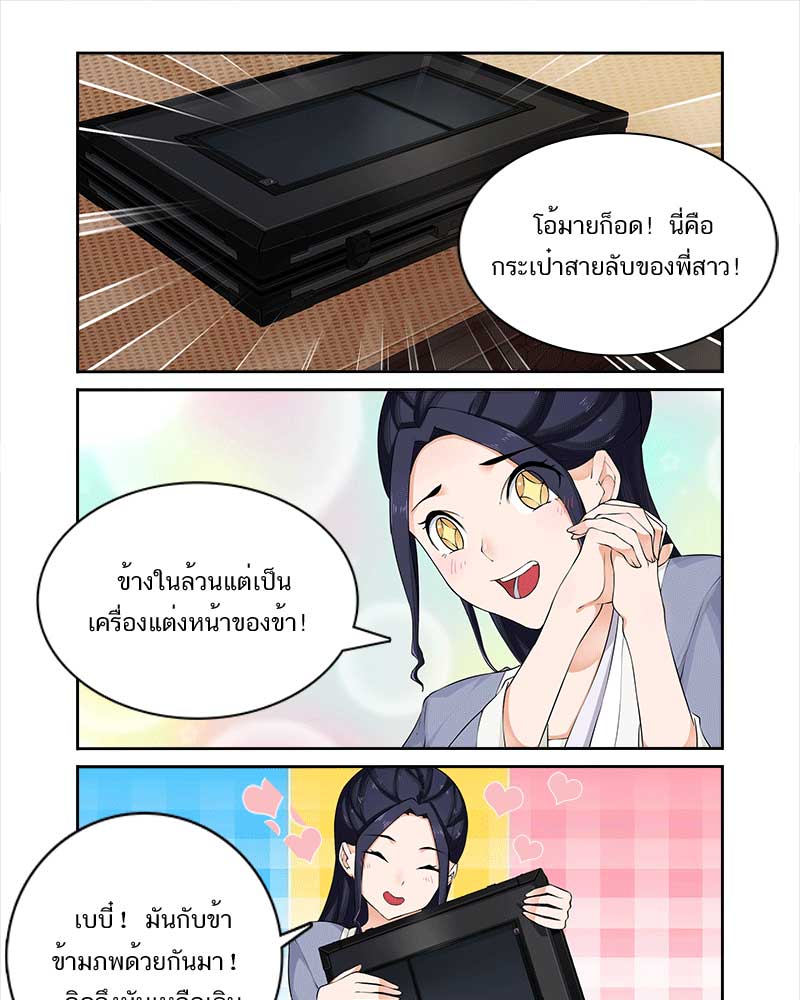 โอ้มายก็อด! นี่คือ
กระเป๋าสายลับของพี่สาว!
ข้างในล้วนแต่เป็น
เครื่องแต่งหน้าของข้า!
เบบี๋! มันกับข้า
ข้ามภพด้วยกันมา!